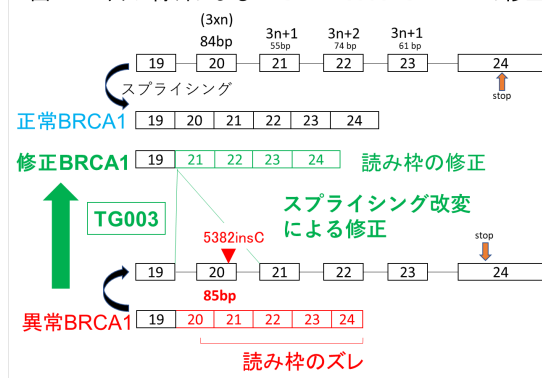 (3xn)
84bp
3n+1
55bp
3n+2
74 bp
3n+1
61 bp
19 20 21 22 23 24
スプライシング
stop
正常BRCA1 19 20 21 22 23 24
修正BRCA1 19 21 22 23 24 読み枠の修正
TG003
スプライシング改変
による修正
5382insC
stop
19 20 21 22 23 24
85bp
異常BRCA1 19 20 21 22 23 24
読み枠のズレ